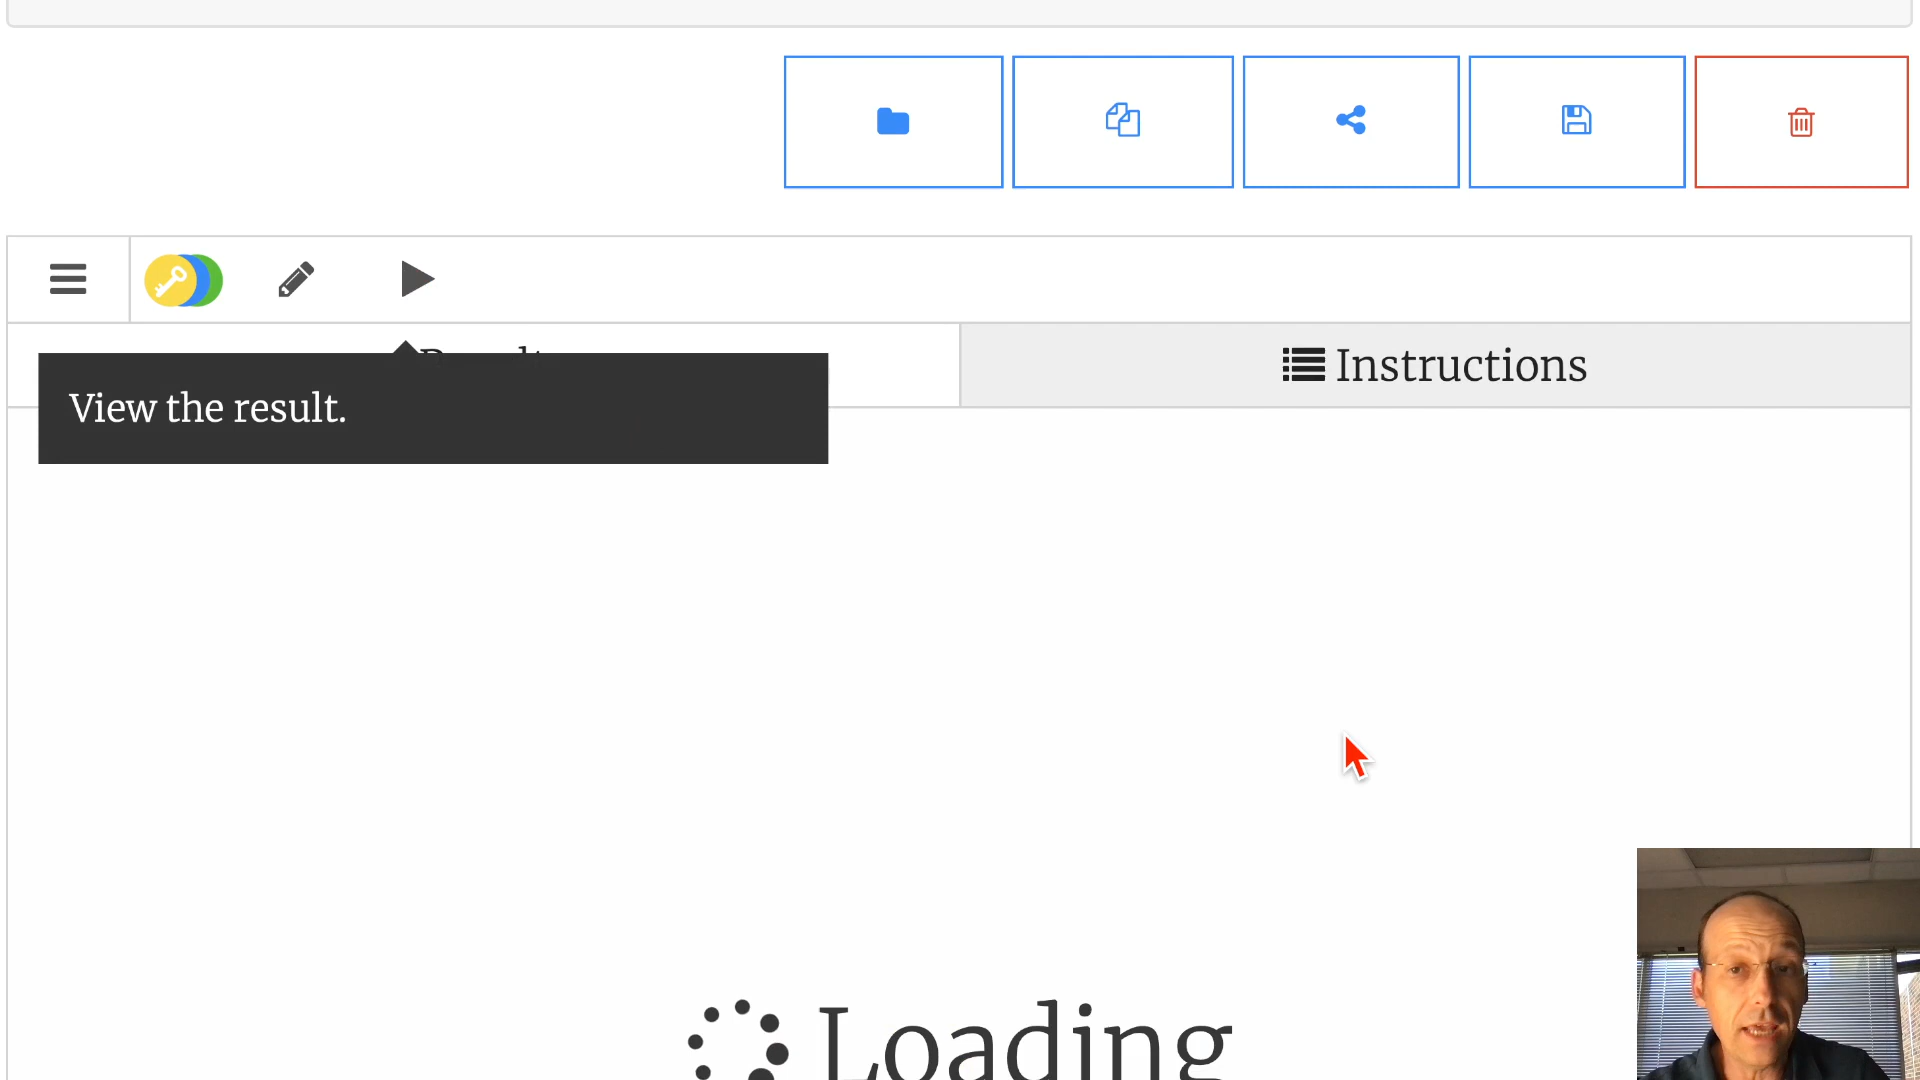 Instructions
View the result.
Loading